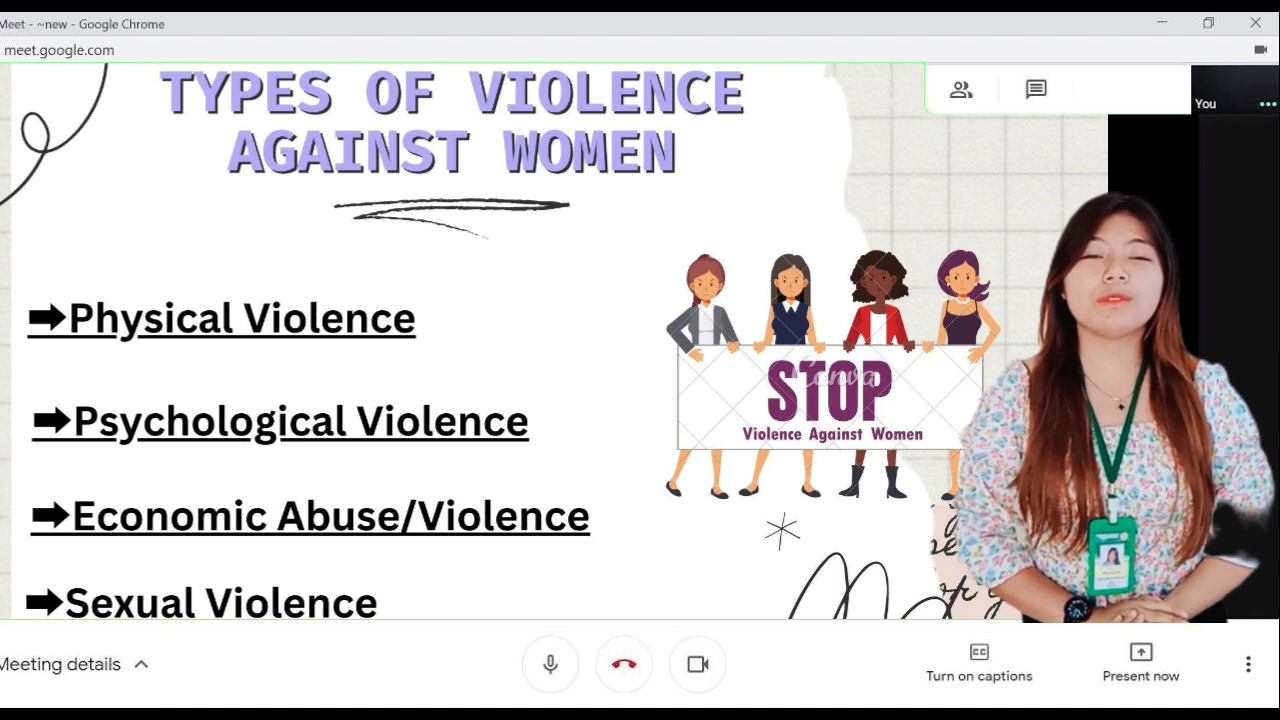 Meet - ~new - Google Chrome
meet.google.com
TYPES OF VIOLENCE
AGAINST WOMEN
You
➡Physical Violence
➡Psychological Violence
➡Economic Abuse/Violence
➡Sexual Violence
Canva
STOP
Violence Against Women
Meeting details
Turn on captions
Present now